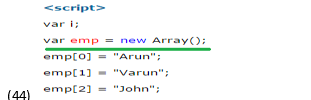 <script>
var i;
var emp = new Array();
emp[0] = "Arun";
emp[1] = "Varun";
(44) emp[2] = "John";